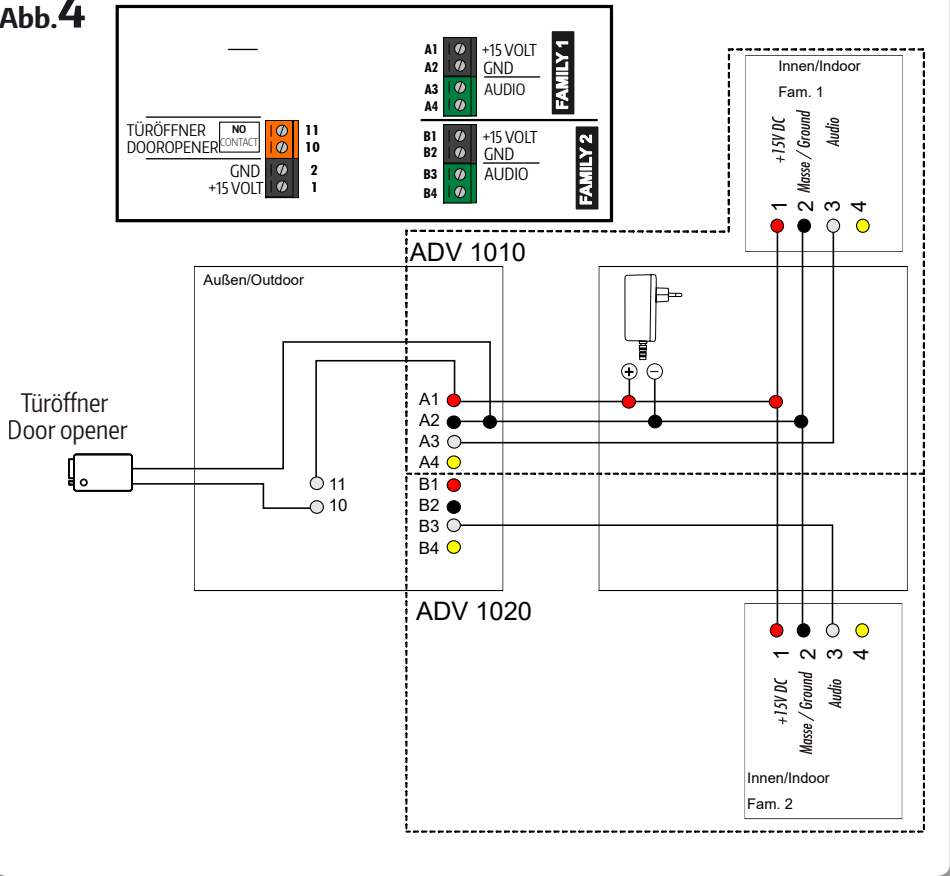 Abb.4
A1 +15 VOLT
A2 GND
A3 AUDIO
A4
FAMILY 1
TÜRÖFFNER NO 11
DOOROPENER CONTACT 10
GND 2
+15 VOLT 1
B1 +15 VOLT
B2 GND
B3 AUDIO
B4
FAMILY 2
Innen/Indoor
Fam. 1
+15V DC
Masse / Ground
Audio
1 2 3 4
ADV 1010
Außen/Outdoor
+ −
Türöffner
Door opener
A1
A2
A3
A4
11
10
B1
B2
B3
B4
ADV 1020
1 2 3 4
+15V DC
Masse / Ground
Audio
Innen/Indoor
Fam. 2